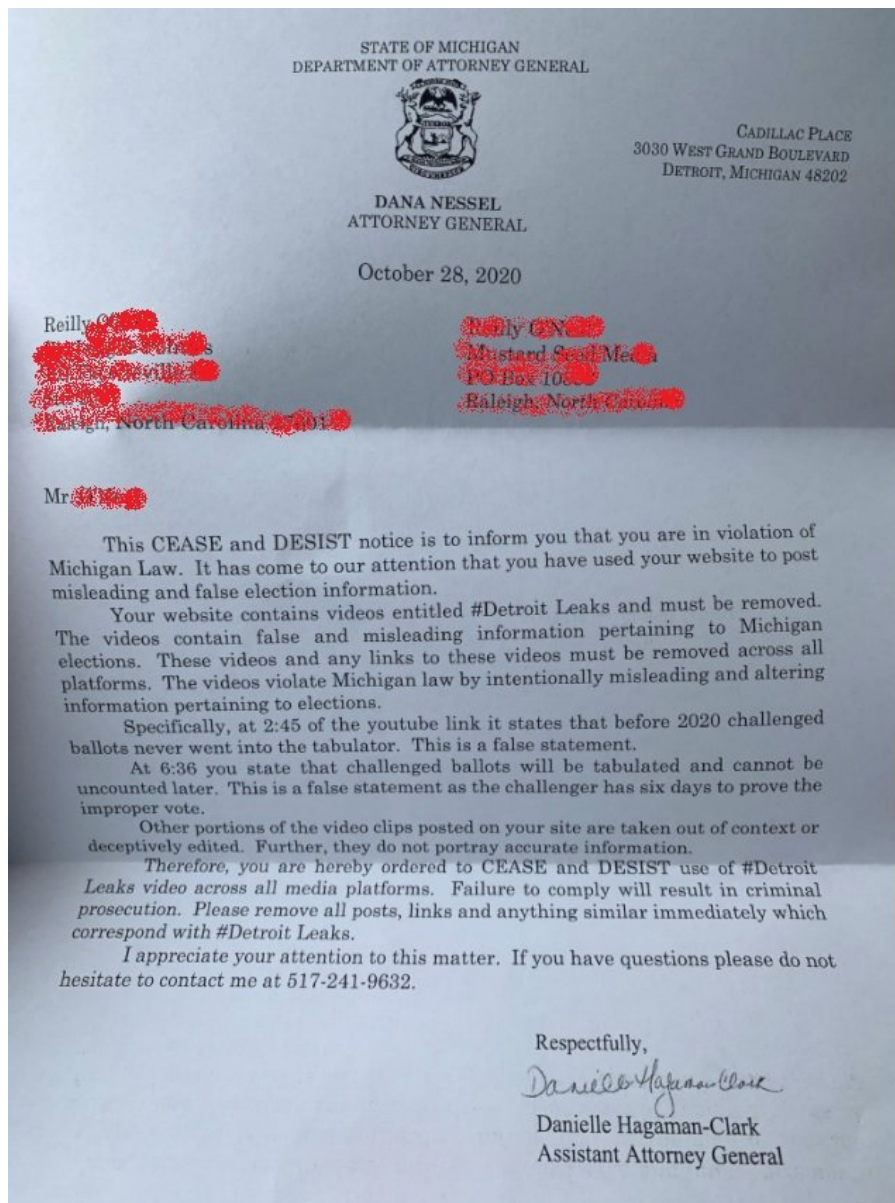 STATE OF MICHIGAN
DEPARTMENT OF ATTORNEY GENERAL
CADILLAC PLACE
3030 WEST GRAND BOULEVARD
DETROIT, MICHIGAN 48202
DANA NESSEL
ATTORNEY GENERAL
October 28, 2020
Reilly
North Carolina
Mustard Seed Media
PO Box
Raleigh, North
Mr.
This CEASE and DESIST notice is to inform you that you are in violation of
Michigan Law. It has come to our attention that you have used your website to post
misleading and false election information.
Your website contains videos entitled #Detroit Leaks and must be removed.
The videos contain false and misleading information pertaining to Michigan
elections. These videos and any links to these videos must be removed across all
platforms. The videos violate Michigan law by intentionally misleading and altering
information pertaining to elections.
Specifically, at 2:45 of the youtube link it states that before 2020 challenged
ballots never went into the tabulator. This is a false statement.
At 6:36 you state that challenged ballots will be tabulated and cannot be
uncounted later. This is a false statement as the challenger has six days to prove the
improper vote.
Other portions of the video clips posted on your site are taken out of context or
deceptively edited. Further, they do not portray accurate information.
Therefore, you are hereby ordered to CEASE and DESIST use of #Detroit
Leaks video across all media platforms. Failure to comply will result in criminal
prosecution. Please remove all posts, links and anything similar immediately which
correspond with #Detroit Leaks.
I appreciate your attention to this matter. If you have questions please do not
hesitate to contact me at 517-241-9632.
Respectfully,
Danielle Hagaman-Clark
Danielle Hagaman-Clark
Assistant Attorney General